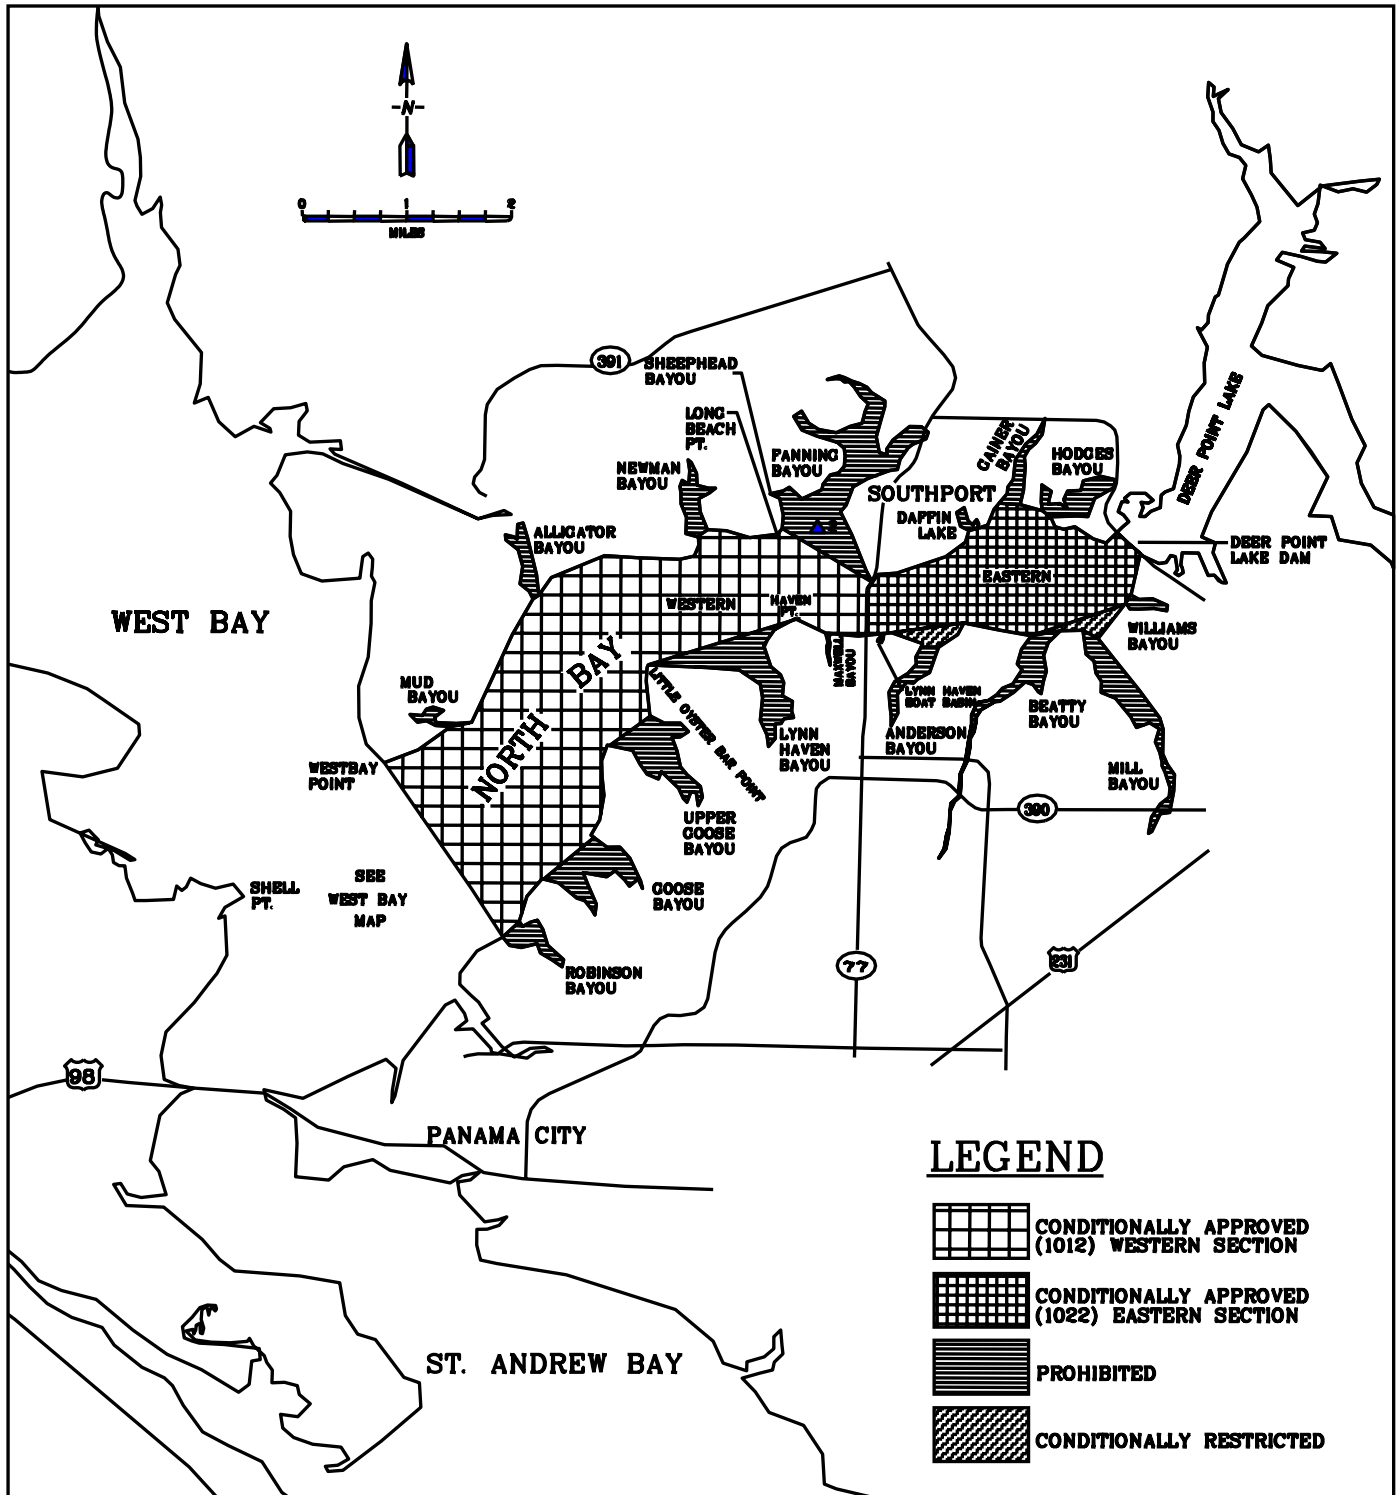 -N-
0 1 2
MILES
391
SHEEPHEAD
BAYOU
LONG
BEACH
PT.
NEWMAN
BAYOU
FANNING
BAYOU
GAINER
BAYOU
HODGES
BAYOU
DEER POINT LAKE
SOUTHPORT
DAFFIN
LAKE
ALLIGATOR
BAYOU
DEER POINT
LAKE DAM
EASTERN
WESTERN
HAVEN
PT.
WEST BAY
WILLIAMS
BAYOU
MAXWELL
BAYOU
NORTH BAY
LITTLE OYSTER BAR POINT
MUD
BAYOU
LYNN HAVEN
BOAT BASIN
BEATTY
BAYOU
ANDERSON
BAYOU
LYNN
HAVEN
BAYOU
WESTBAY
POINT
MILL
BAYOU
390
UPPER
GOOSE
BAYOU
SHELL
PT.
SEE
WEST BAY
MAP
GOOSE
BAYOU
ROBINSON
BAYOU
77
231
98
PANAMA CITY
ST. ANDREW BAY
LEGEND
CONDITIONALLY APPROVED
(1012) WESTERN SECTION
CONDITIONALLY APPROVED
(1022) EASTERN SECTION
PROHIBITED
CONDITIONALLY RESTRICTED